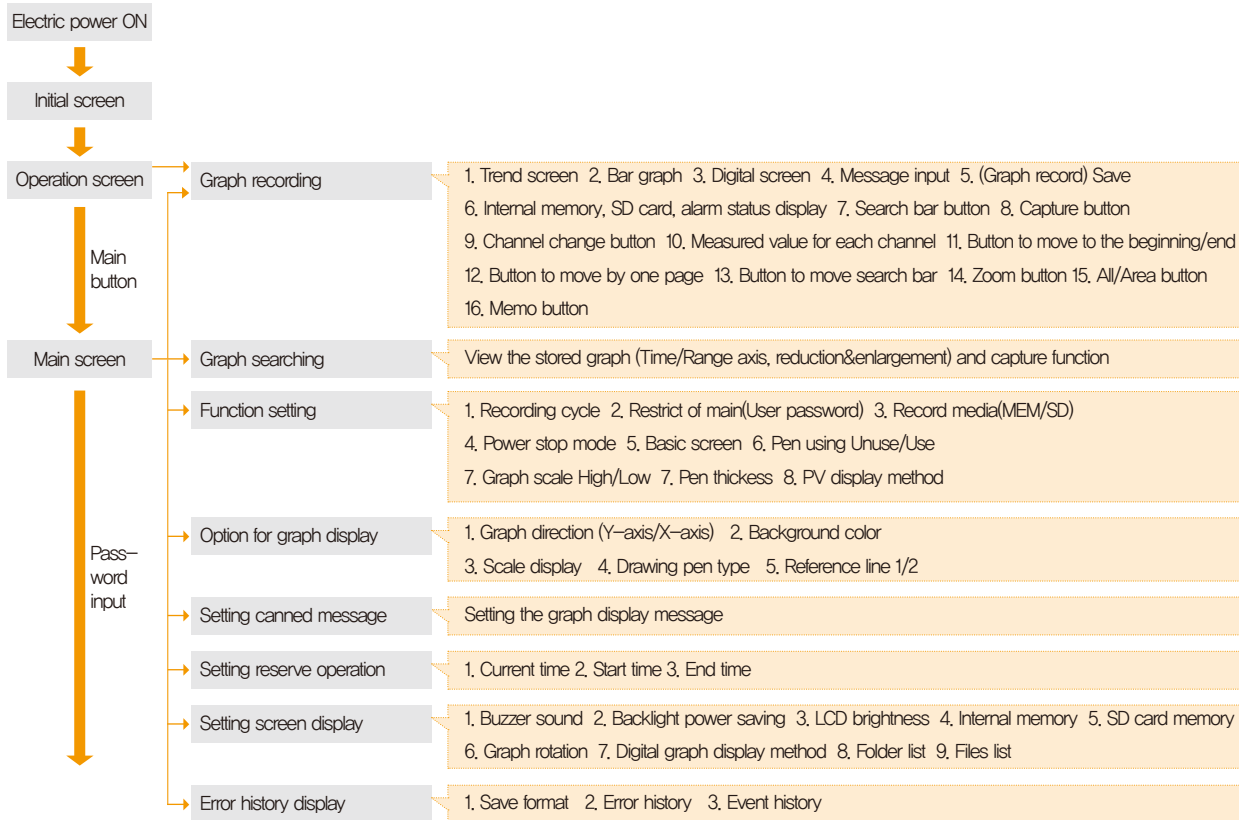 Electric power ON
Initial screen
Operation screen
Graph recording
1. Trend screen 2. Bar graph 3. Digital screen 4. Message input 5. (Graph record) Save
6. Internal memory, SD card, alarm status display 7. Search bar button 8. Capture button
9. Channel change button 10. Measured value for each channel 11. Button to move to the beginning/end
12. Button to move by one page 13. Button to move search bar 14. Zoom button 15. All/Area button
16. Memo button
Main
button
Main screen
Graph searching
View the stored graph (Time/Range axis, reduction&enlargement) and capture function
Function setting
1. Recording cycle 2. Restrict of main(User password) 3. Record media(MEM/SD)
4. Power stop mode 5. Basic screen 6. Pen using Unuse/Use
7. Graph scale High/Low 7. Pen thickess 8. PV display method
Option for graph display
1. Graph direction (Y-axis/X-axis) 2. Background color
3. Scale display 4. Drawing pen type 5. Reference line 1/2
Pass-
word
input
Setting canned message
Setting the graph display message
Setting reserve operation
1. Current time 2. Start time 3. End time
Setting screen display
1. Buzzer sound 2. Backlight power saving 3. LCD brightness 4. Internal memory 5. SD card memory
6. Graph rotation 7. Digital graph display method 8. Folder list 9. Files list
Error history display
1. Save format 2. Error history 3. Event history